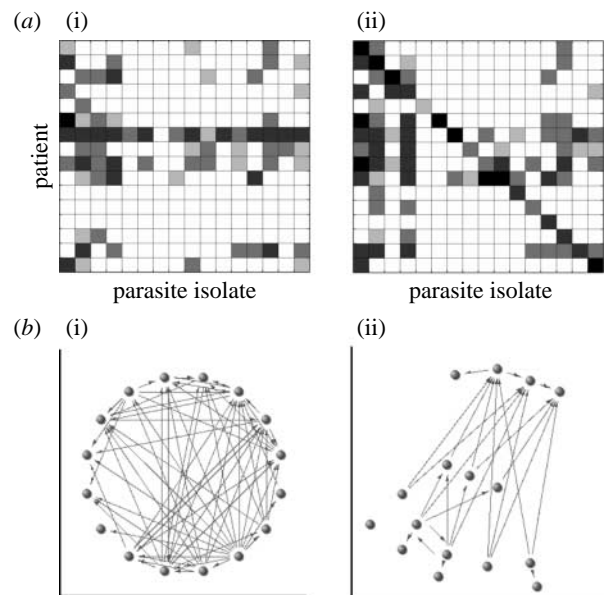 (a) (i) (ii)
patient
parasite isolate parasite isolate
(b) (i) (ii)